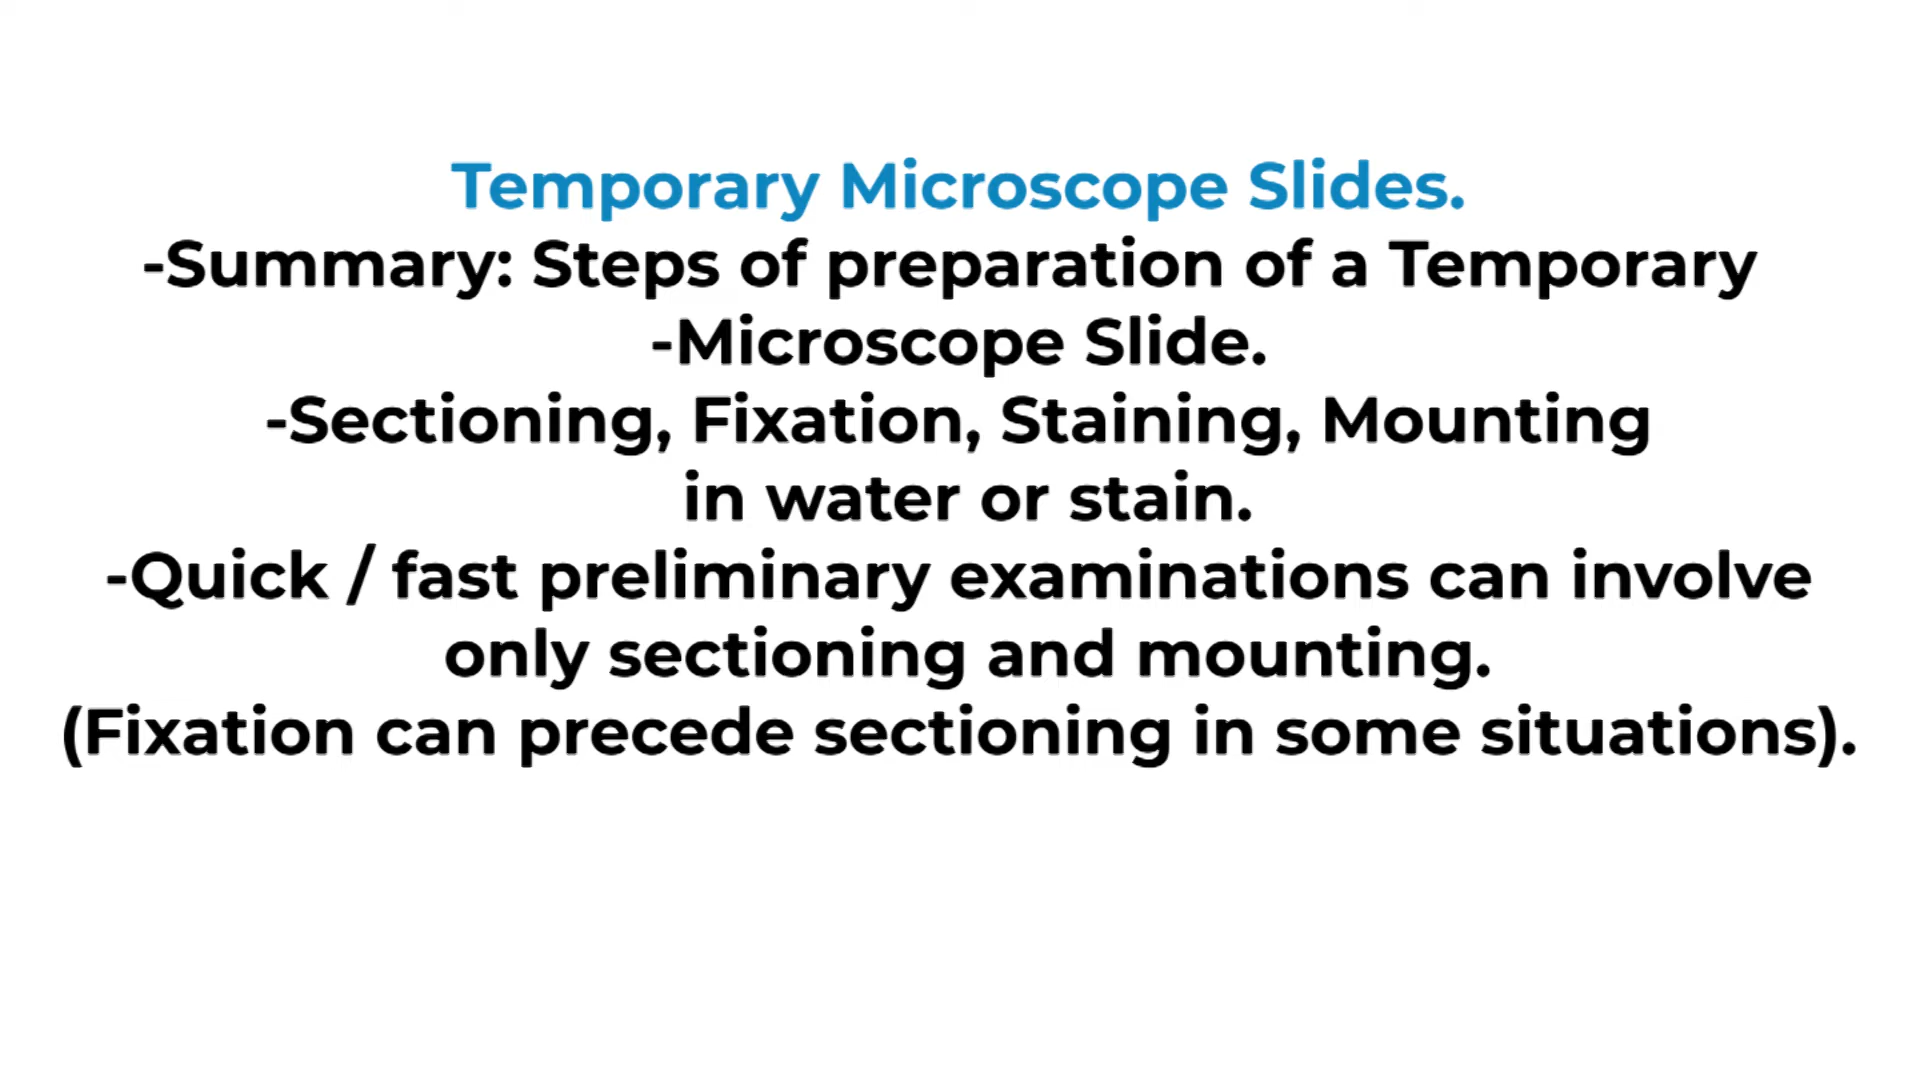 Temporary Microscope Slides.
-Summary: Steps of preparation of a Temporary
-Microscope Slide.
-Sectioning, Fixation, Staining, Mounting
in water or stain.
-Quick / fast preliminary examinations can involve
only sectioning and mounting.
(Fixation can precede sectioning in some situations).